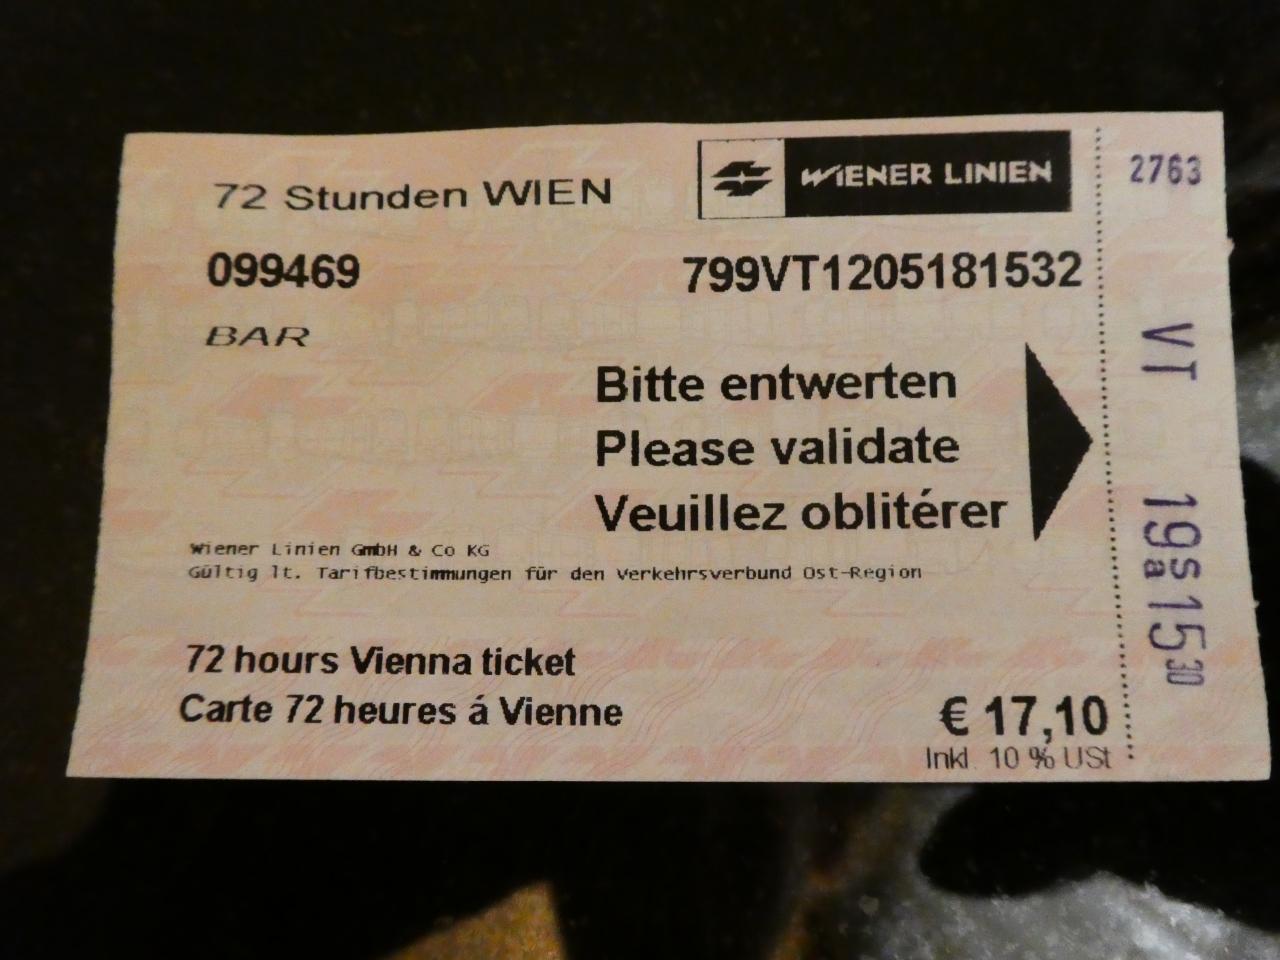 72 Stunden WIEN
WIENER LINIEN
2763
099469
799VT1205181532
BAR
Bitte entwerten
Please validate
Veuillez oblitérer
Wiener Linien GmbH & Co KG
Gültig lt. Tarifbestimmungen für den Verkehrsverbund Ost-Region
72 hours Vienna ticket
Carte 72 heures á Vienne
€ 17,10
Inkl. 10 % USt
VT 19sa15 30